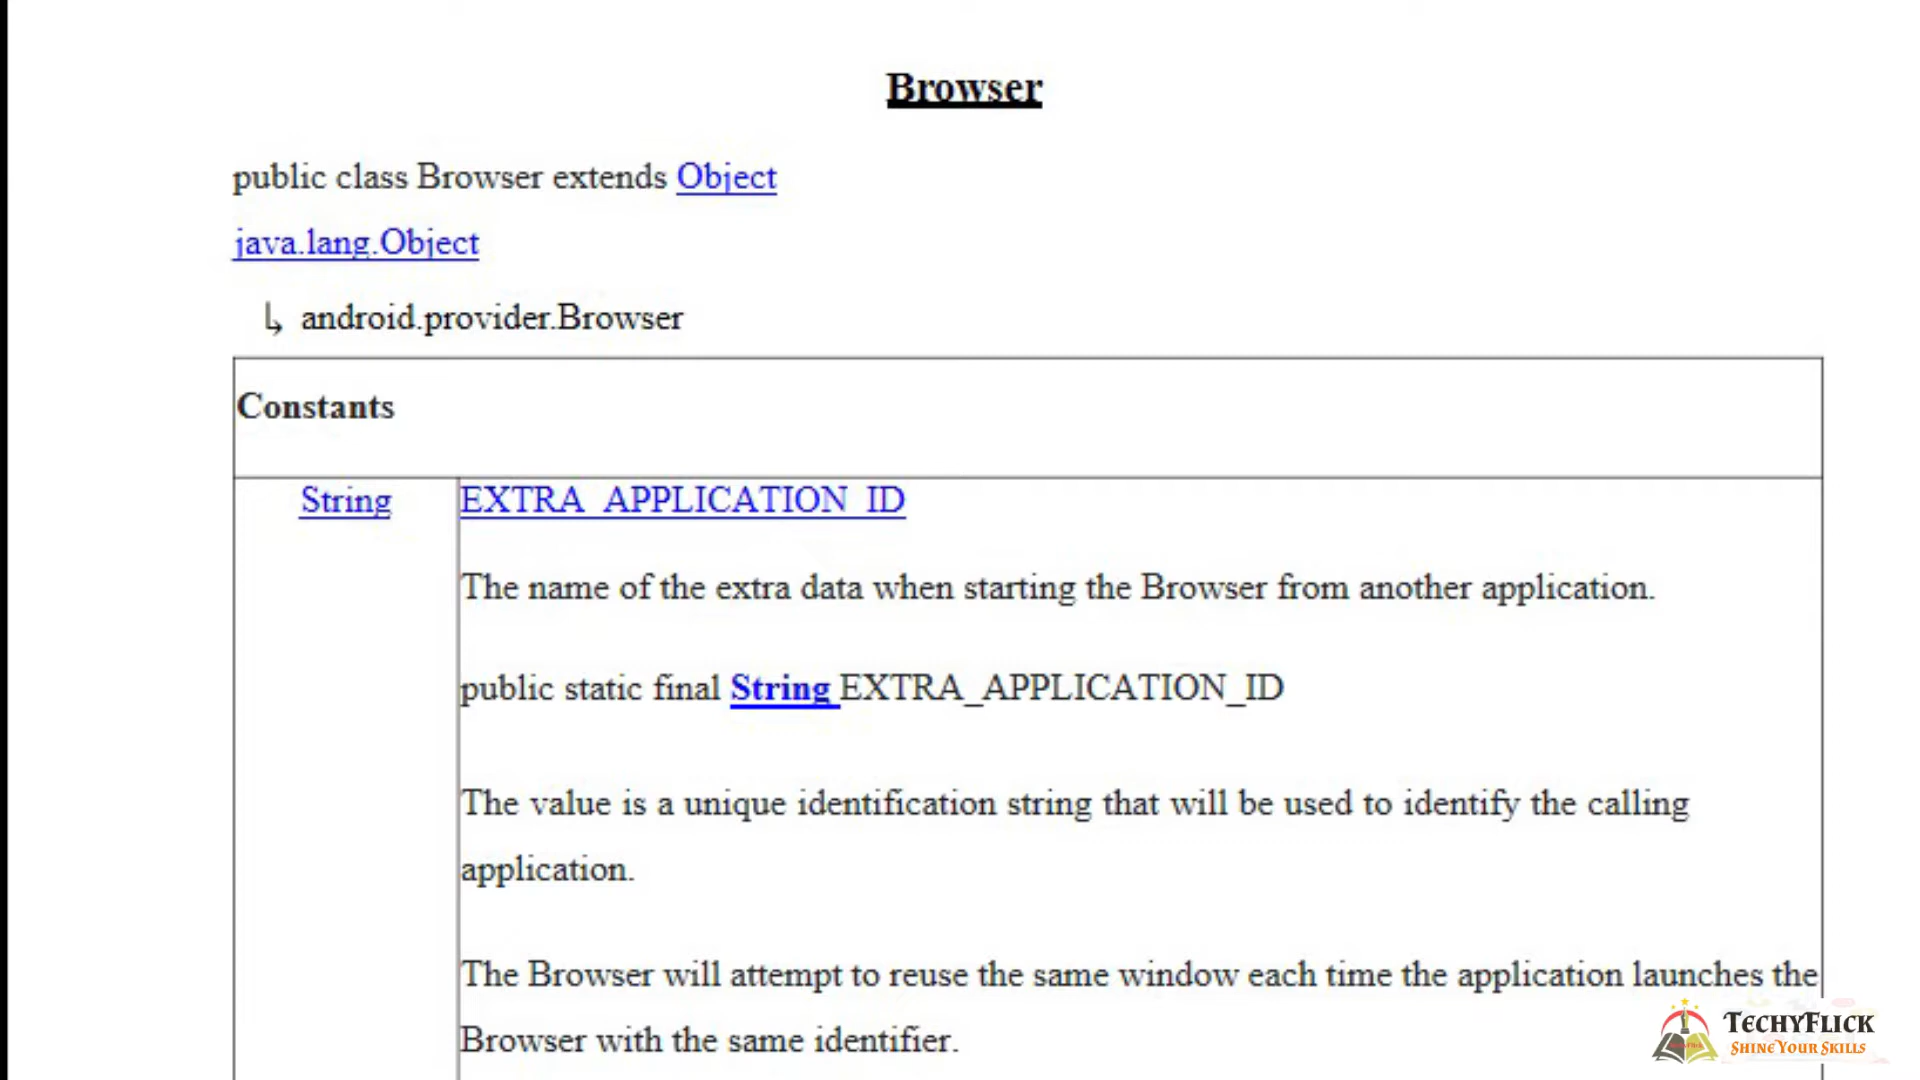 Browser
public class Browser extends Object
java.lang.Object
↳ android.provider.Browser
Constants
String
EXTRA_APPLICATION_ID
The name of the extra data when starting the Browser from another application.
public static final String EXTRA_APPLICATION_ID
The value is a unique identification string that will be used to identify the calling
application.
The Browser will attempt to reuse the same window each time the application launches the
Browser with the same identifier.
TECHYFLICK
SHINE YOUR SKILLS